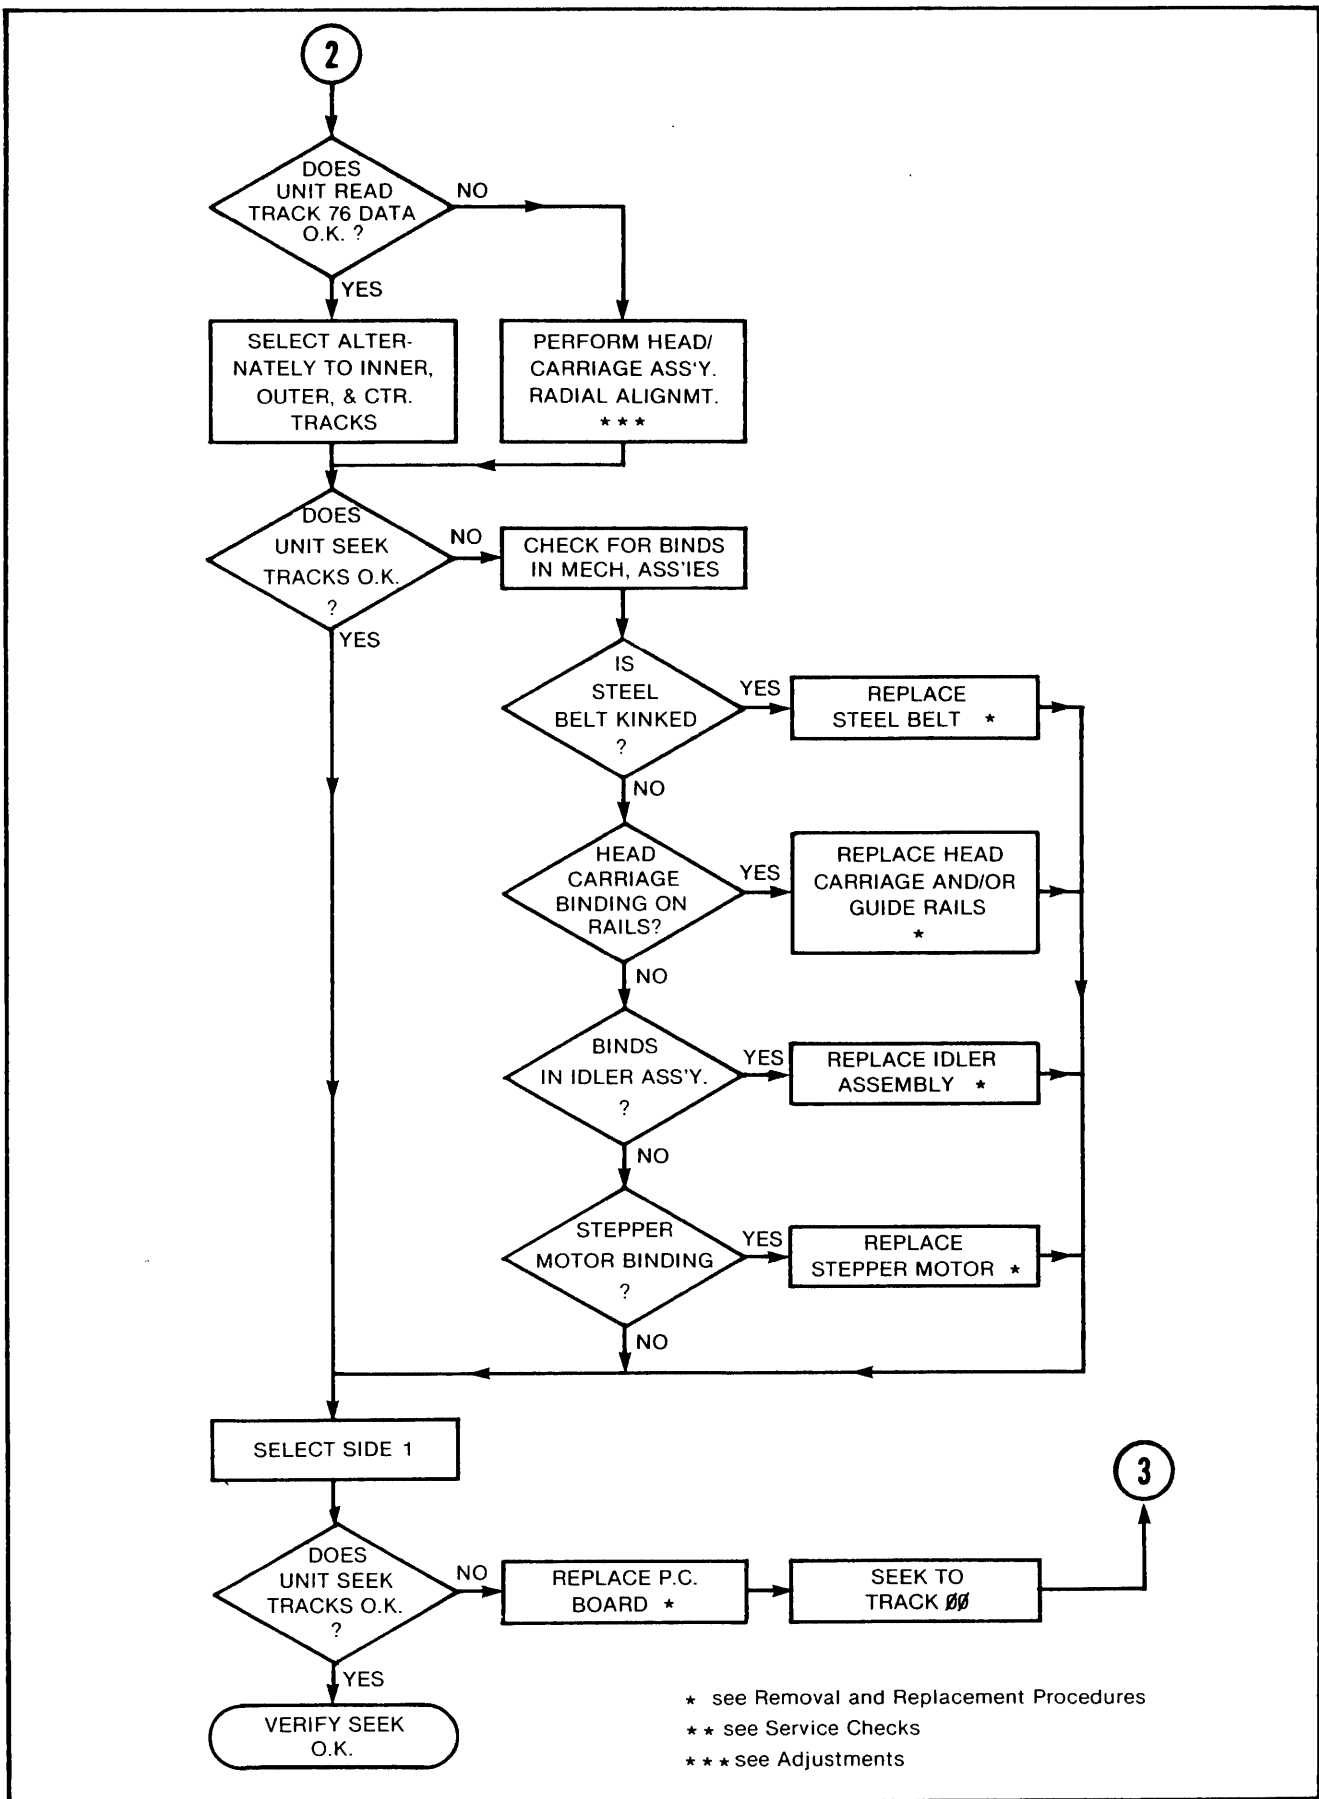 2
DOES
UNIT READ
TRACK 76 DATA
O.K. ?
NO
YES
SELECT ALTER-
NATELY TO INNER,
OUTER, & CTR.
TRACKS
PERFORM HEAD/
CARRIAGE ASS'Y.
RADIAL ALIGNMT.
* * *
DOES
UNIT SEEK
TRACKS O.K.
?
NO
YES
CHECK FOR BINDS
IN MECH, ASS'IES
IS
STEEL
BELT KINKED
?
YES
REPLACE
STEEL BELT *
NO
HEAD
CARRIAGE
BINDING ON
RAILS?
YES
REPLACE HEAD
CARRIAGE AND/OR
GUIDE RAILS
*
NO
BINDS
IN IDLER ASS'Y.
?
YES
REPLACE IDLER
ASSEMBLY *
NO
STEPPER
MOTOR BINDING
?
YES
REPLACE
STEPPER MOTOR *
NO
SELECT SIDE 1
3
DOES
UNIT SEEK
TRACKS O.K.
?
NO
REPLACE P.C.
BOARD *
SEEK TO
TRACK ØØ
YES
VERIFY SEEK
O.K.
* see Removal and Replacement Procedures
* * see Service Checks
* * * see Adjustments